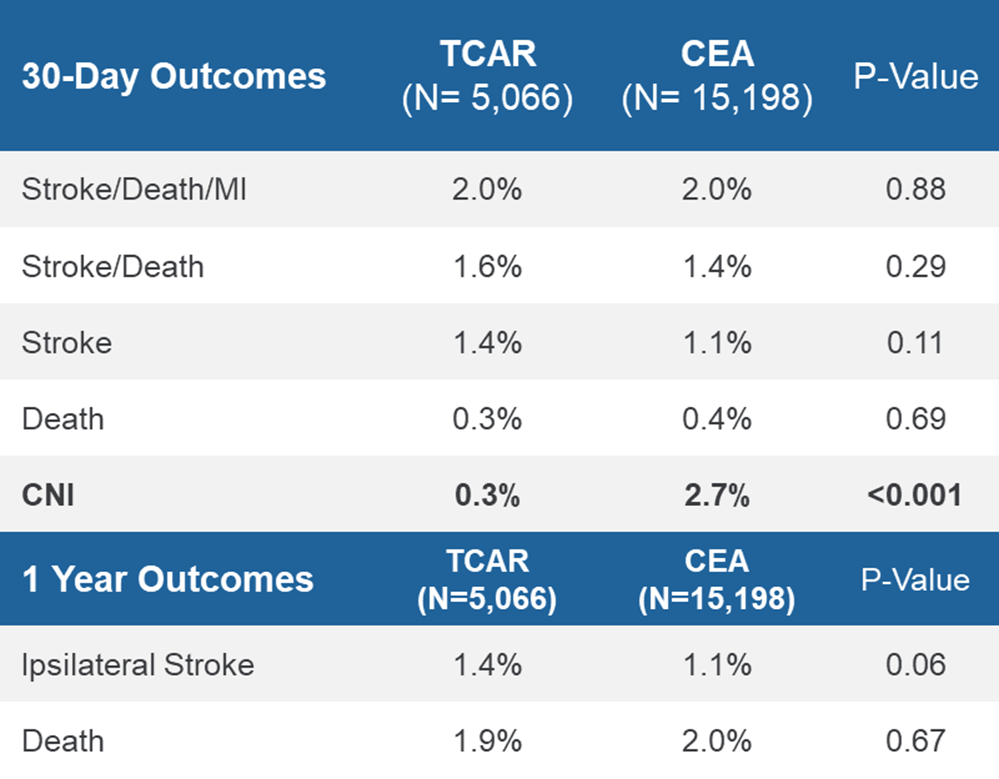 30-Day Outcomes TCAR (N= 5,066) CEA (N= 15,198) P-Value
Stroke/Death/MI 2.0% 2.0% 0.88
Stroke/Death 1.6% 1.4% 0.29
Stroke 1.4% 1.1% 0.11
Death 0.3% 0.4% 0.69
CNI 0.3% 2.7% <0.001
1 Year Outcomes TCAR (N=5,066) CEA (N=15,198) P-Value
Ipsilateral Stroke 1.4% 1.1% 0.06
Death 1.9% 2.0% 0.67